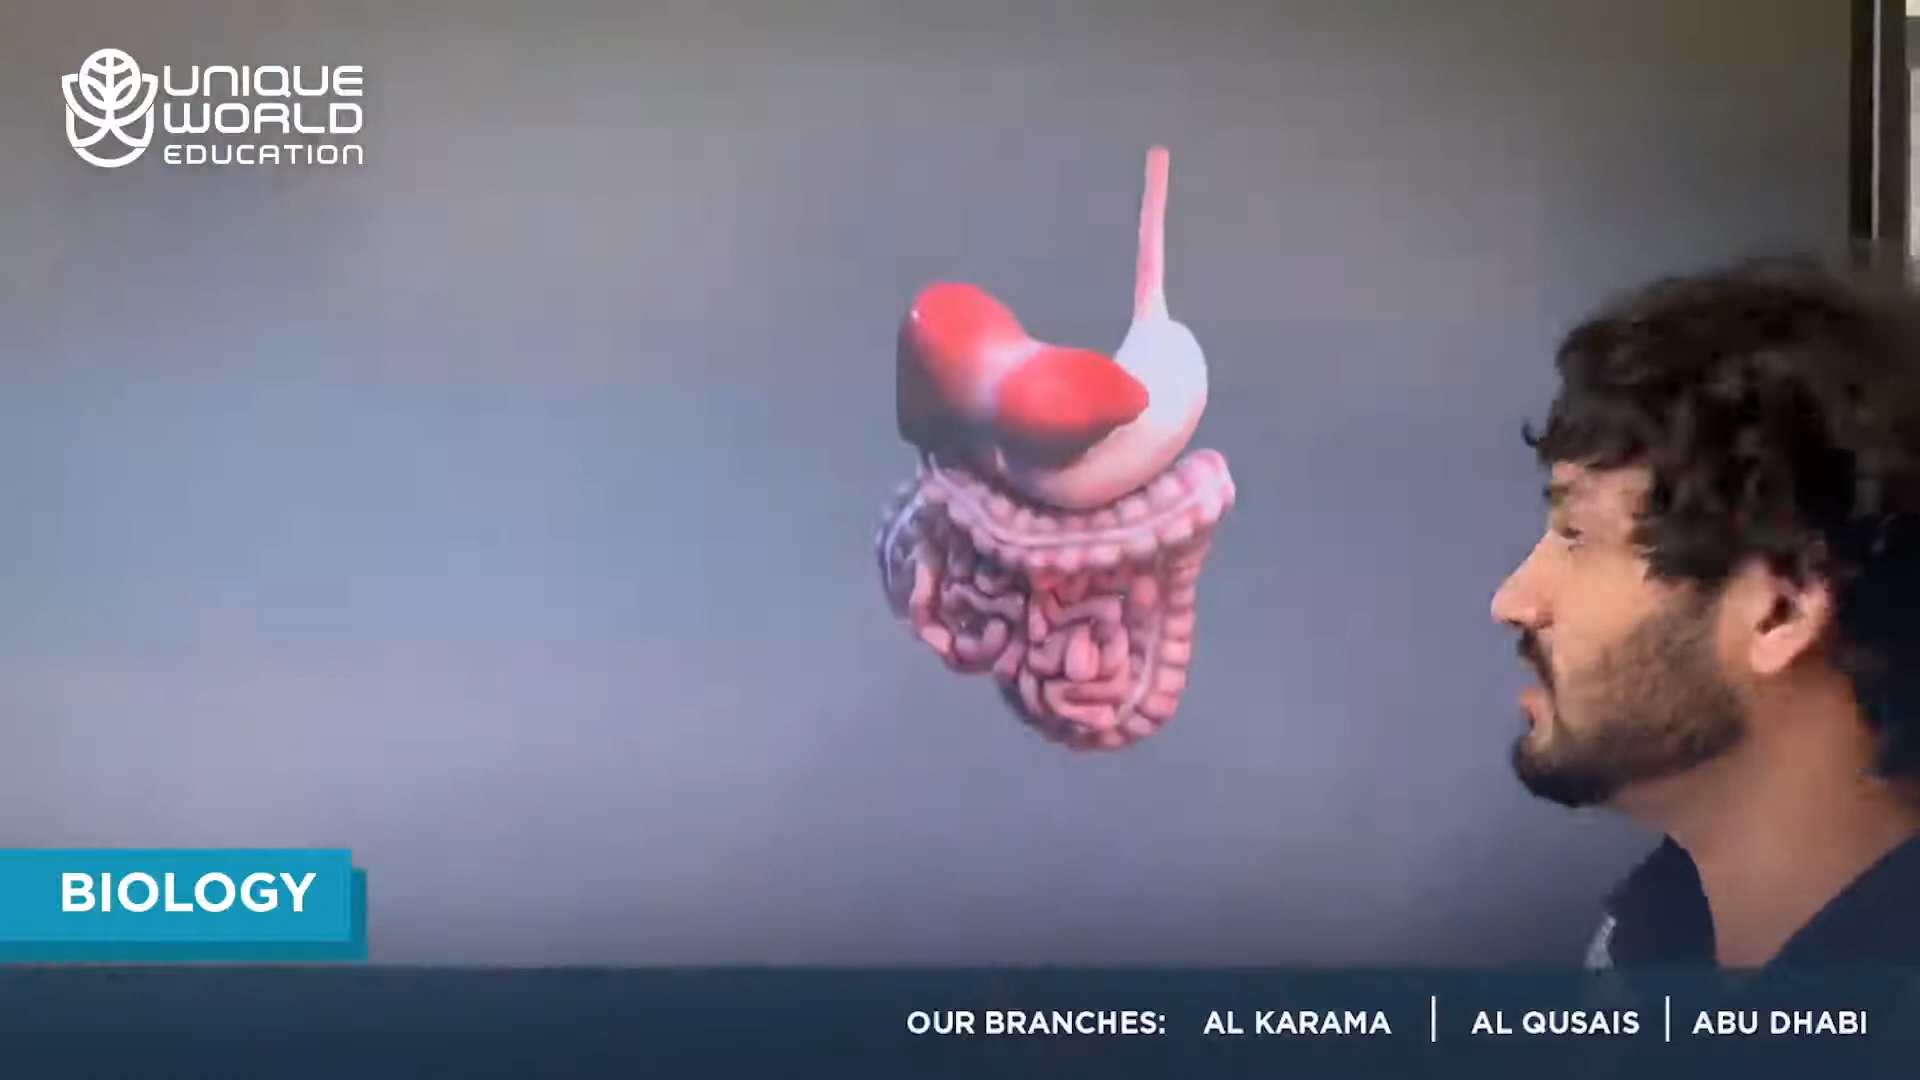 UNIQUE
WORLD
EDUCATION
BIOLOGY
OUR BRANCHES: AL KARAMA | AL QUSAIS | ABU DHABI